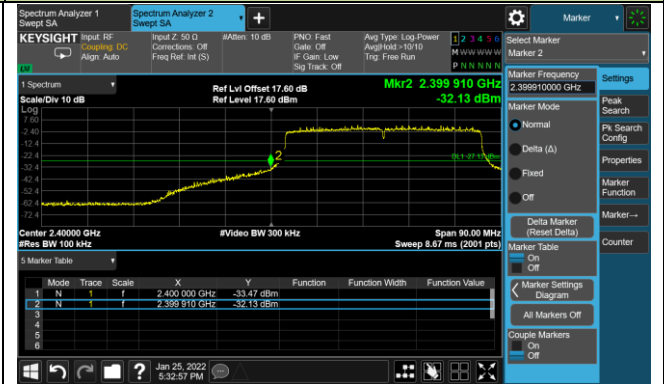 Spectrum Analyzer 1
Swept SA
Spectrum Analyzer 2
Swept SA
+
Marker
KEYSIGHT
Input: RF
Coupling: DC
Align: Auto
Input Z: 50 Ω
Corrections: Off
Freq Ref: Int (S)
#Atten: 10 dB
PNO: Fast
Gate: Off
IF Gain: Low
Sig Track: Off
Avg Type: Log-Power
Avg|Hold:>10/10
Trig: Free Run
1 2 3 4 5 6
M W W W W W
P N N N N N
Select Marker
Marker 2
1 Spectrum
Scale/Div 10 dB
Log
Ref Lvl Offset 17.60 dB
Ref Level 17.60 dBm
Mkr2 2.399 910 GHz
-32.13 dBm
7.60
-2.40
-12.4
-22.4
-32.4
-42.4
-52.4
-62.4
-72.4
2
Center 2.40000 GHz
#Res BW 100 kHz
#Video BW 300 kHz
Span 90.00 MHz
Sweep 8.67 ms (2001 pts)
5 Marker Table
Mode Trace Scale X Y Function Function Width Function Value
1 N 1 f 2.400 000 GHz -33.47 dBm
2 N 1 f 2.399 910 GHz -32.13 dBm
3
4
5
6
Jan 25, 2022
5:32:57 PM
Marker Frequency
2.399910000 GHz
Marker Mode
Normal
Delta (Δ)
Fixed
Off
Delta Marker
(Reset Delta)
Marker Table
On
Off
Marker Settings
Diagram
All Markers Off
Couple Markers
On
Off
Settings
Peak
Search
Pk Search
Config
Properties
Marker
Function
Marker→
Counter